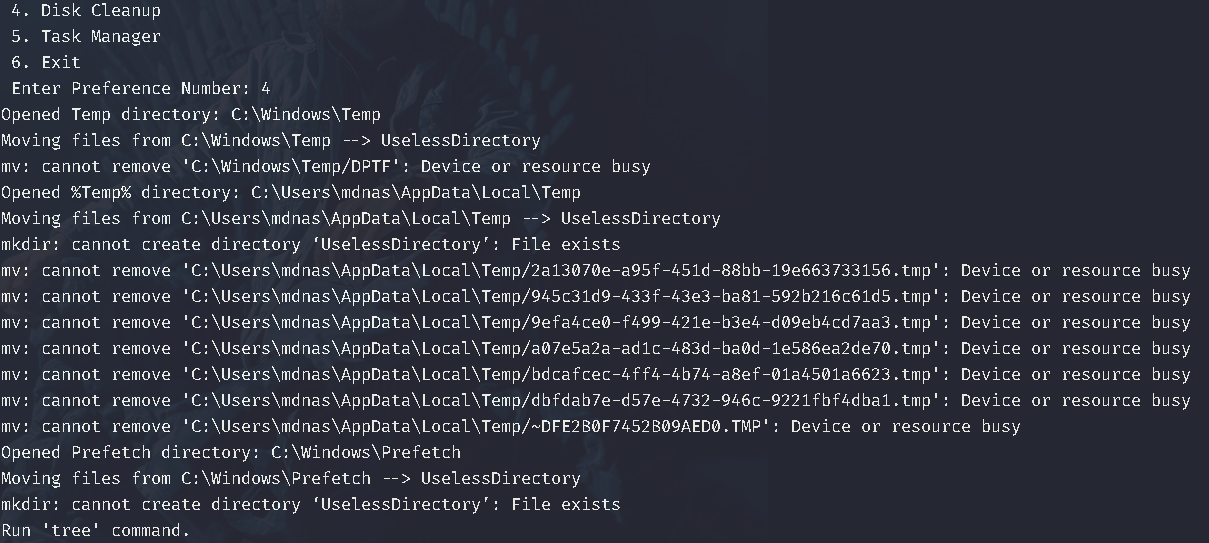 4. Disk Cleanup
5. Task Manager
6. Exit
Enter Preference Number: 4
Opened Temp directory: C:\Windows\Temp
Moving files from C:\Windows\Temp --> UselessDirectory
mv: cannot remove 'C:\Windows\Temp/DPTF': Device or resource busy
Opened %Temp% directory: C:\Users\mdnas\AppData\Local\Temp
Moving files from C:\Users\mdnas\AppData\Local\Temp --> UselessDirectory
mkdir: cannot create directory ‘UselessDirectory’: File exists
mv: cannot remove 'C:\Users\mdnas\AppData\Local\Temp/2a13070e-a95f-451d-88bb-19e663733156.tmp': Device or resource busy
mv: cannot remove 'C:\Users\mdnas\AppData\Local\Temp/945c31d9-433f-43e3-ba81-592b216c61d5.tmp': Device or resource busy
mv: cannot remove 'C:\Users\mdnas\AppData\Local\Temp/9efa4ce0-f499-421e-b3e4-d09eb4cd7aa3.tmp': Device or resource busy
mv: cannot remove 'C:\Users\mdnas\AppData\Local\Temp/a07e5a2a-ad1c-483d-ba0d-1e586ea2de70.tmp': Device or resource busy
mv: cannot remove 'C:\Users\mdnas\AppData\Local\Temp/bdcafcec-4ff4-4b74-a8ef-01a4501a6623.tmp': Device or resource busy
mv: cannot remove 'C:\Users\mdnas\AppData\Local\Temp/dbfdab7e-d57e-4732-946c-9221fbf4dba1.tmp': Device or resource busy
mv: cannot remove 'C:\Users\mdnas\AppData\Local\Temp/~DFE2B0F7452B09AED0.TMP': Device or resource busy
Opened Prefetch directory: C:\Windows\Prefetch
Moving files from C:\Windows\Prefetch --> UselessDirectory
mkdir: cannot create directory ‘UselessDirectory’: File exists
Run 'tree' command.